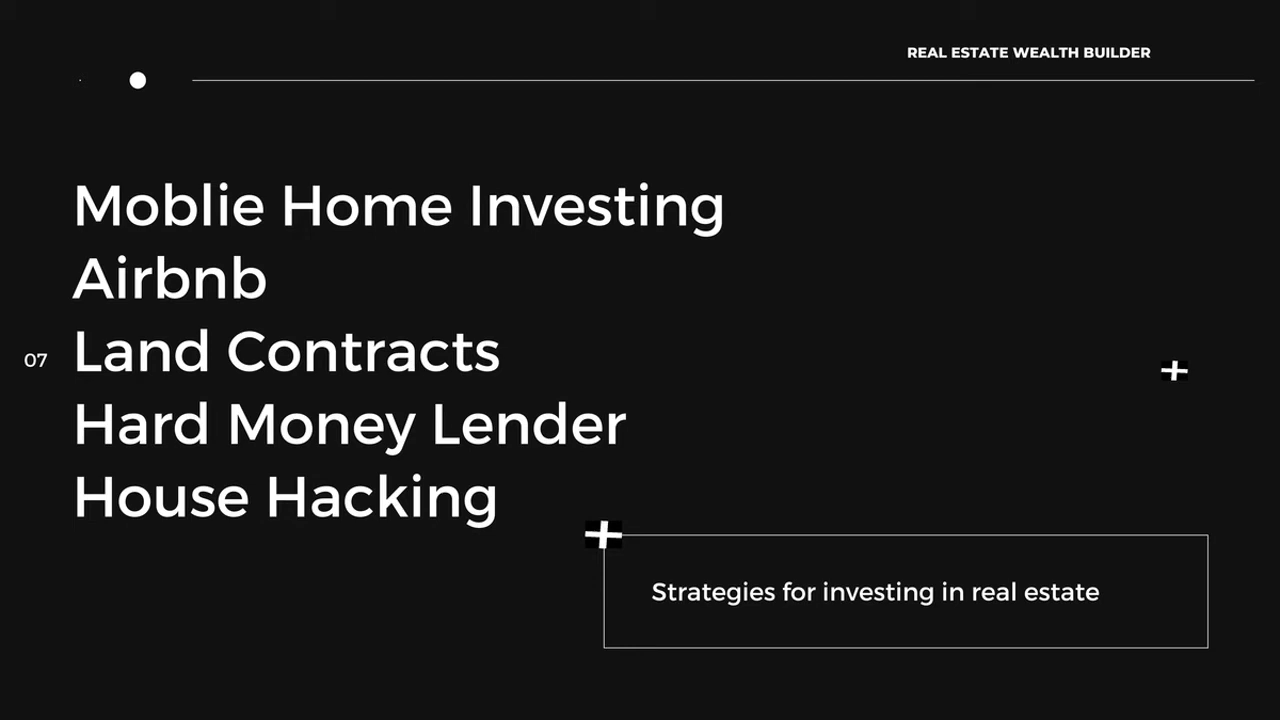 REAL ESTATE WEALTH BUILDER
Moblie Home Investing
Airbnb
07
Land Contracts
Hard Money Lender
House Hacking
Strategies for investing in real estate